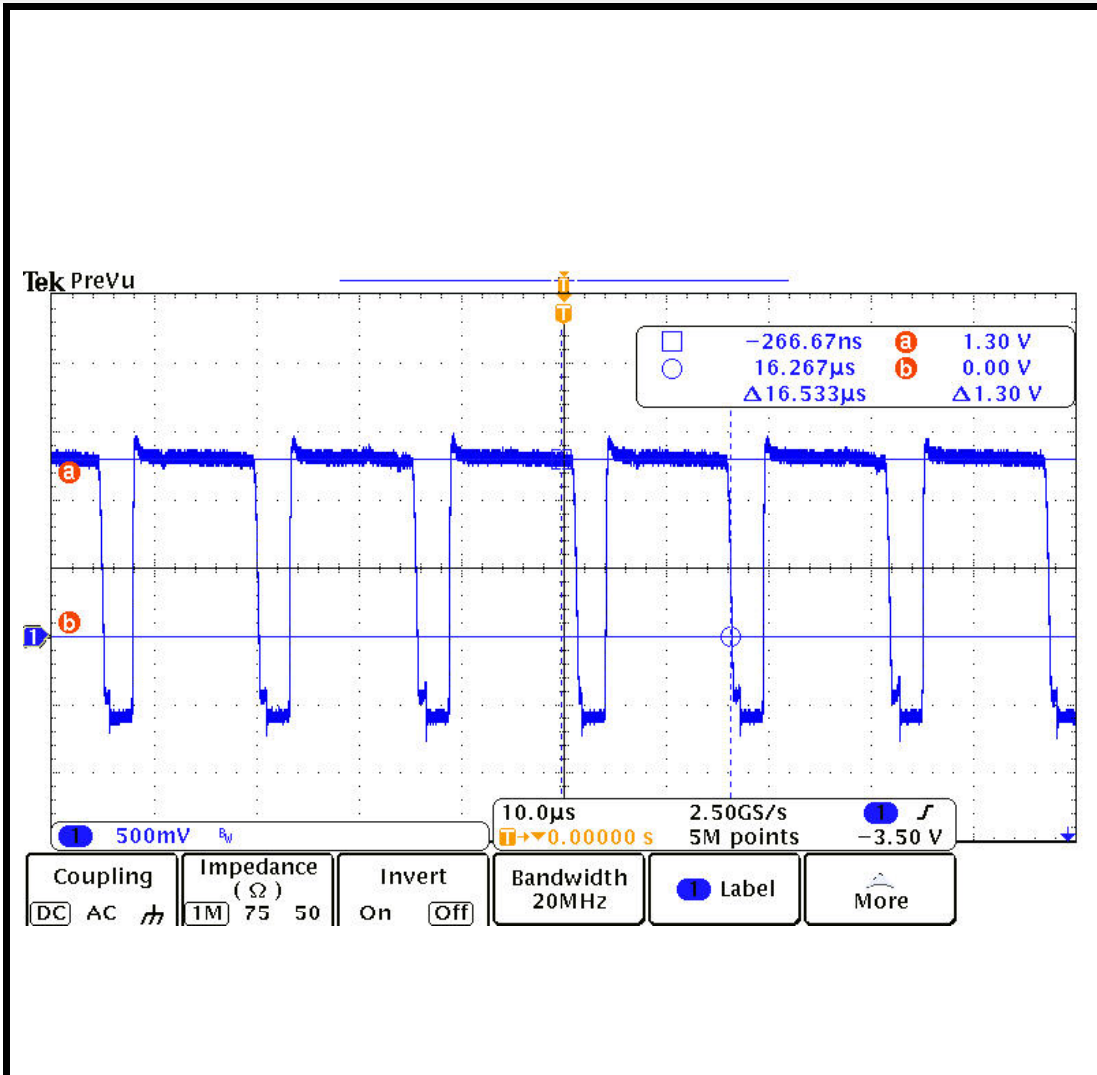 Tek PreVu
T
T
−266.67ns a 1.30 V
16.267µs b 0.00 V
Δ16.533µs Δ1.30 V
a
b
1
1 500mV BW
10.0µs 2.50GS/s 1
T→▼0.00000 s 5M points −3.50 V
Coupling
DC AC
Impedance
(Ω)
1M 75 50
Invert
On Off
Bandwidth
20MHz
1 Label
More